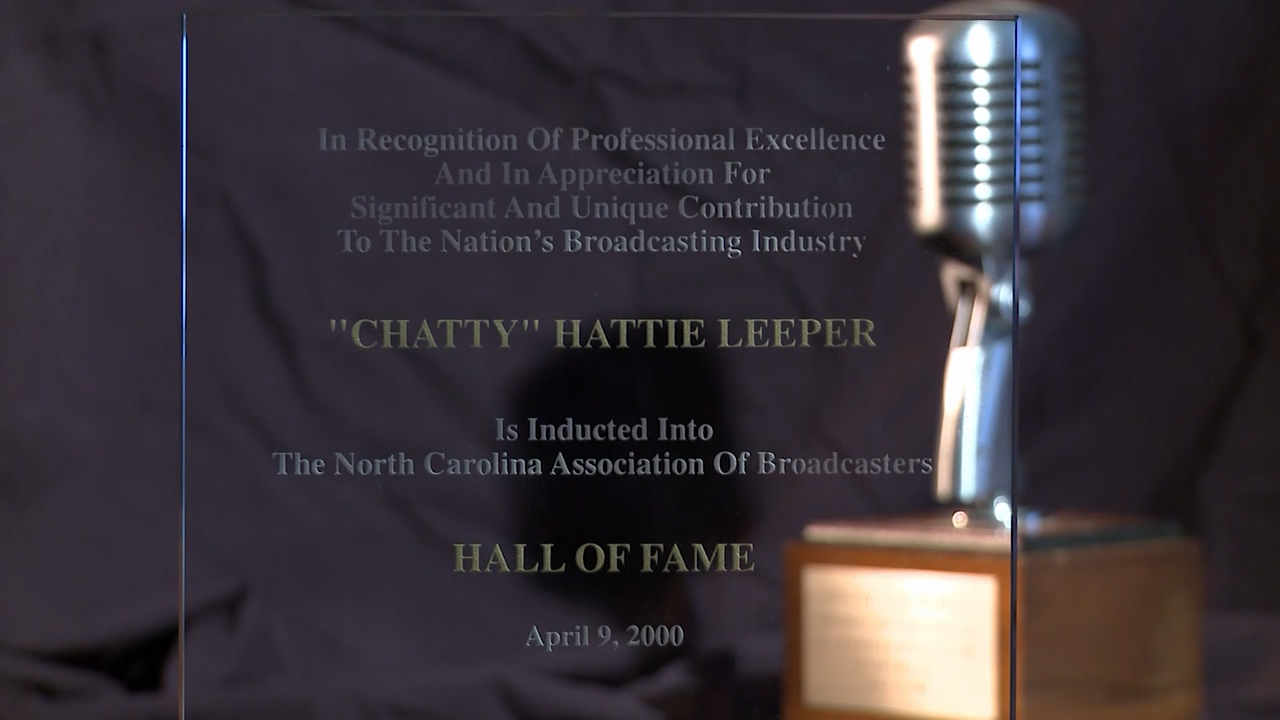 In Recognition Of Professional Excellence
And In Appreciation For
Significant And Unique Contribution
To The Nation's Broadcasting Industry
"CHATTY" HATTIE LEEPER
Is Inducted Into
The North Carolina Association Of Broadcasters
HALL OF FAME
April 9, 2000